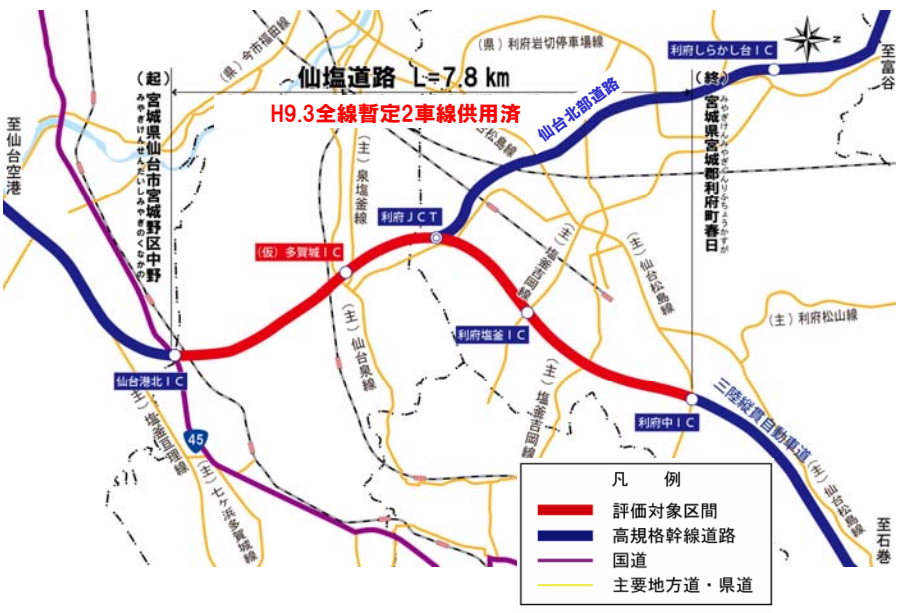 (県)今市福田線
(県)利府岩切停車場線
利府しらかし台IC
N
至富谷
仙塩道路 L=7.8km
H9.3全線暫定2車線供用済
(起)宮城県仙台市宮城野区中野
みやぎけんせんだいしみやぎのくなかの
(終)宮城県宮城郡利府町春日
みやぎけんみやぎぐんりふちょうかすが
至仙台空港
仙台北部道路
松島線
(主)泉塩釜線
利府JCT
(仮)多賀城IC
(主)塩釜吉岡線
(主)仙台松島線
(主)利府松山線
利府塩釜IC
(主)仙台泉線
仙台港北IC
(主)塩釜吉岡線
利府中IC
三陸縦貫自動車道
(主)塩釜亘理線
45
(主)七ヶ浜多賀城線
(主)仙台松島線
至石巻
凡 例
評価対象区間
高規格幹線道路
国道
主要地方道・県道